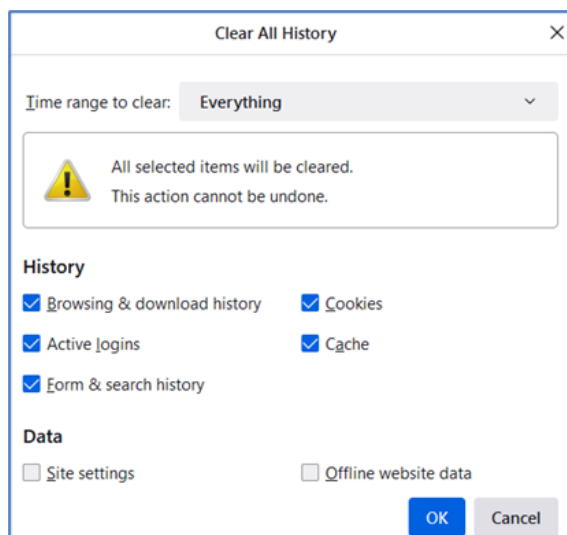 Clear All History
Time range to clear: Everything
All selected items will be cleared.
This action cannot be undone.
History
Browsing & download history Cookies
Active logins Cache
Form & search history
Data
Site settings Offline website data
OK Cancel